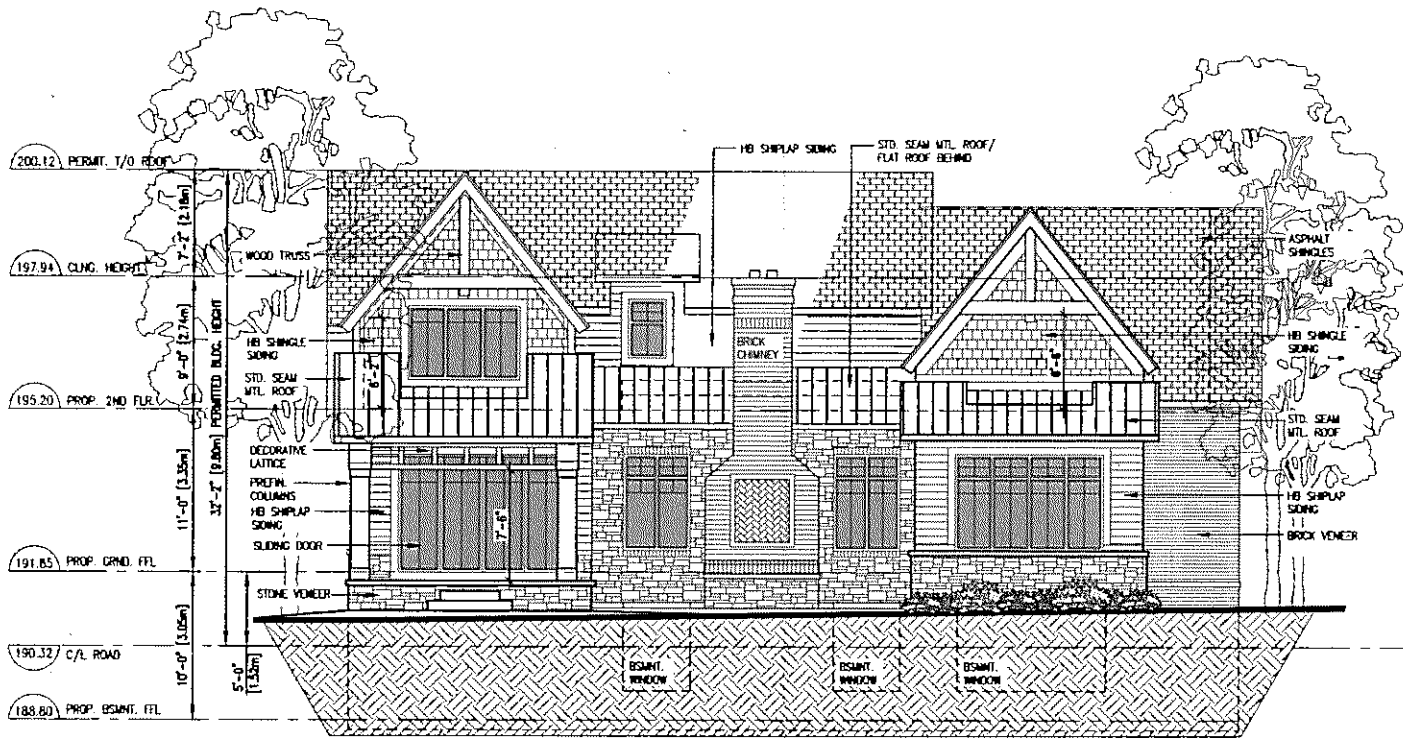 200.12 PERMIT. T/O ROOF
7'-2" [2.18m]
197.94 CLNG. HEIGHT
9'-0" [2.74m]
32'-2" [9.80m] PERMITTED BLDG. HEIGHT
195.20 PROP. 2ND FLR.
11'-0" [3.35m]
191.85 PROP. GRND. FFL
10'-0" [3.05m]
190.32 C/L ROAD
5'-0"
[1.52m]
188.80 PROP. BSMNT. FFL
WOOD TRUSS
HB SHINGLE
SIDING
6'-2"
STD. SEAM
MTL. ROOF
DECORATIVE
LATTICE
PREFIN.
COLUMNS
HB SHIPLAP
SIDING
7'-6"
SLIDING DOOR
STONE VENEER
HB SHIPLAP SIDING
STD. SEAM MTL. ROOF/
FLAT ROOF BEHIND
BRICK
CHIMNEY
6'-6"
ASPHALT
SHINGLES
HB SHINGLE
SIDING
STD. SEAM
MTL. ROOF
HB SHIPLAP
SIDING
BRICK VENEER
BSMNT.
WINDOW
BSMNT.
WINDOW
BSMNT.
WINDOW